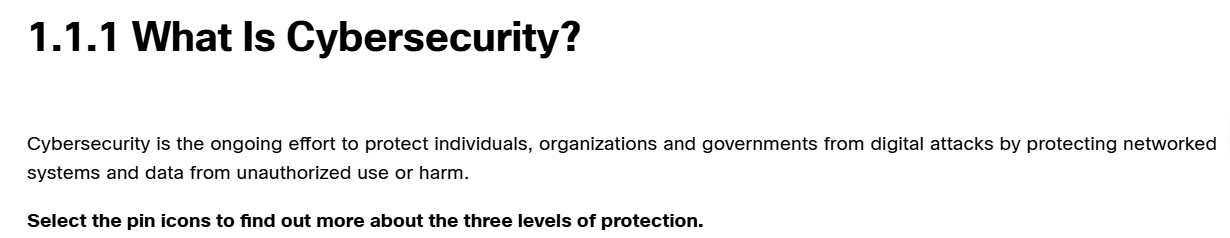 1.1.1 What Is Cybersecurity?
Cybersecurity is the ongoing effort to protect individuals, organizations and governments from digital attacks by protecting networked
systems and data from unauthorized use or harm.
Select the pin icons to find out more about the three levels of protection.